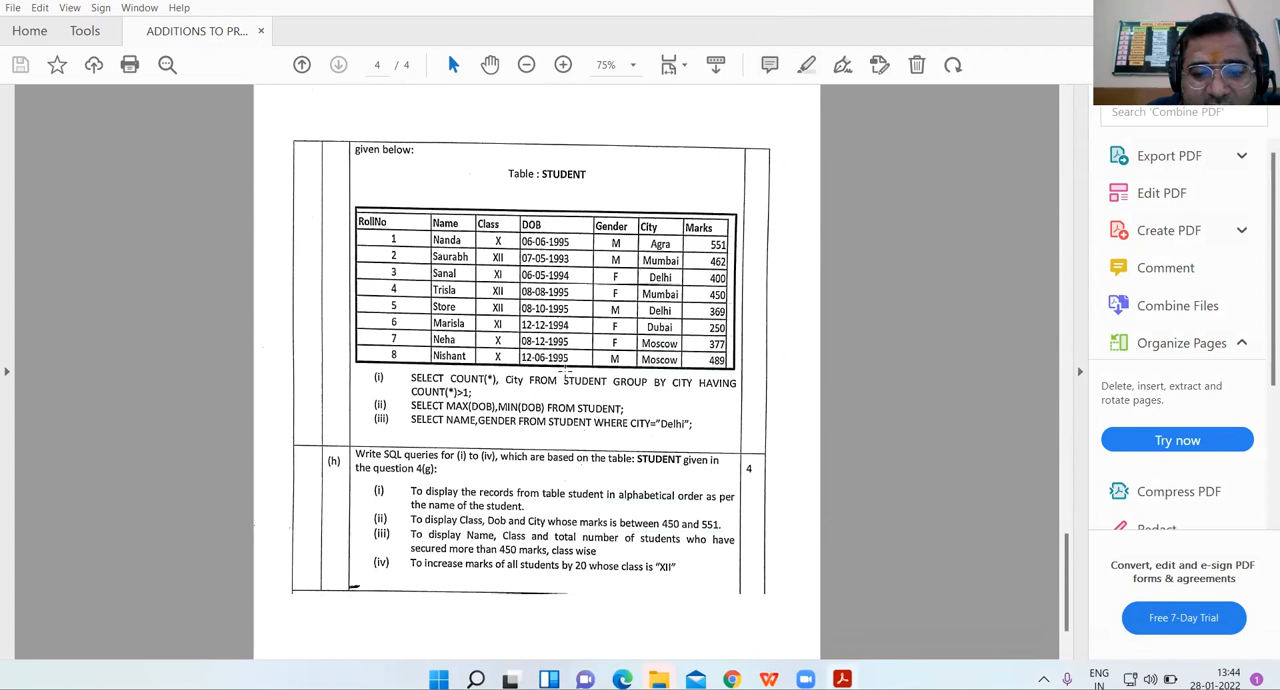 File Edit View Sign Window Help
Home Tools ADDITIONS TO PR... ×
4 / 4 75%
given below:
Table : STUDENT
RollNo Name Class DOB Gender City Marks
1 Nanda X 06-06-1995 M Agra 551
2 Saurabh XII 07-05-1993 M Mumbai 462
3 Sanal XI 06-05-1994 F Delhi 400
4 Trisla XII 08-08-1995 F Mumbai 450
5 Store XII 08-10-1995 M Delhi 369
6 Marisla XI 12-12-1994 F Dubai 250
7 Neha X 08-12-1995 F Moscow 377
8 Nishant X 12-06-1995 M Moscow 489
(i) SELECT COUNT(*), City FROM STUDENT GROUP BY CITY HAVING
COUNT(*)>1;
(ii) SELECT MAX(DOB),MIN(DOB) FROM STUDENT;
(iii) SELECT NAME,GENDER FROM STUDENT WHERE CITY="Delhi";
(h) Write SQL queries for (i) to (iv), which are based on the table: STUDENT given in 4
the question 4(g):
(i) To display the records from table student in alphabetical order as per
the name of the student.
(ii) To display Class, Dob and City whose marks is between 450 and 551.
(iii) To display Name, Class and total number of students who have
secured more than 450 marks, class wise
(iv) To increase marks of all students by 20 whose class is "XII"
Search 'Combine PDF'
Export PDF
Edit PDF
Create PDF
Comment
Combine Files
Organize Pages
Delete, insert, extract and
rotate pages.
Try now
Compress PDF
Redact
Convert, edit and e-sign PDF
forms & agreements
Free 7-Day Trial
ENG
IN
13:44
28-01-2022
1